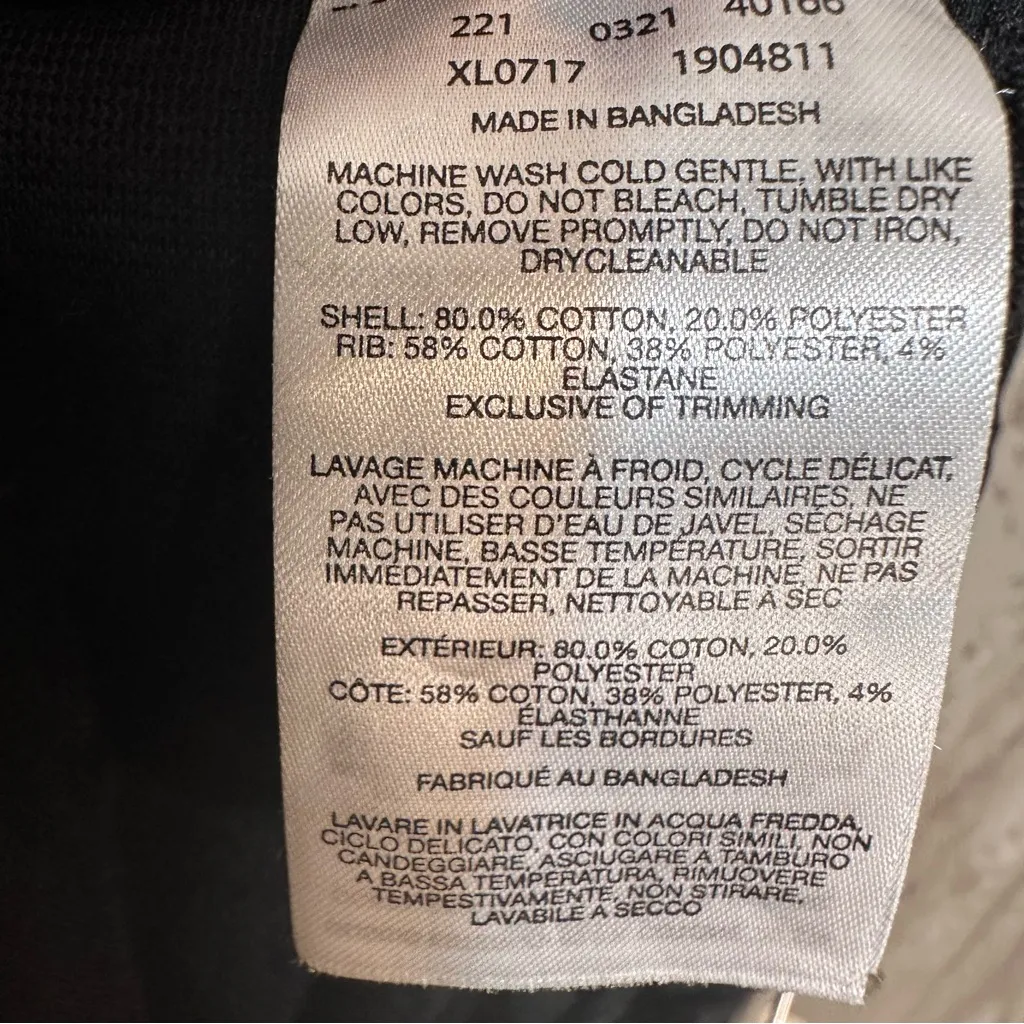 221 0321
XL0717 1904811
MADE IN BANGLADESH
MACHINE WASH COLD GENTLE, WITH LIKE
COLORS, DO NOT BLEACH, TUMBLE DRY
LOW, REMOVE PROMPTLY, DO NOT IRON,
DRYCLEANABLE
SHELL: 80.0% COTTON, 20.0% POLYESTER
RIB: 58% COTTON, 38% POLYESTER, 4%
ELASTANE
EXCLUSIVE OF TRIMMING
LAVAGE MACHINE À FROID, CYCLE DÉLICAT,
AVEC DES COULEURS SIMILAIRES, NE
PAS UTILISER D'EAU DE JAVEL, SÉCHAGE
MACHINE, BASSE TEMPÉRATURE, SORTIR
IMMÉDIATEMENT DE LA MACHINE, NE PAS
REPASSER, NETTOYABLE À SEC
EXTÉRIEUR: 80.0% COTON, 20.0%
POLYESTER
CÔTE: 58% COTON, 38% POLYESTER, 4%
ÉLASTHANNE
SAUF LES BORDURES
FABRIQUÉ AU BANGLADESH
LAVARE IN LAVATRICE IN ACQUA FREDDA,
CICLO DELICATO, CON COLORI SIMILI, NON
CANDEGGIARE, ASCIUGARE A TAMBURO
A BASSA TEMPERATURA, RIMUOVERE
TEMPESTIVAMENTE, NON STIRARE,
LAVABILE A SECCO